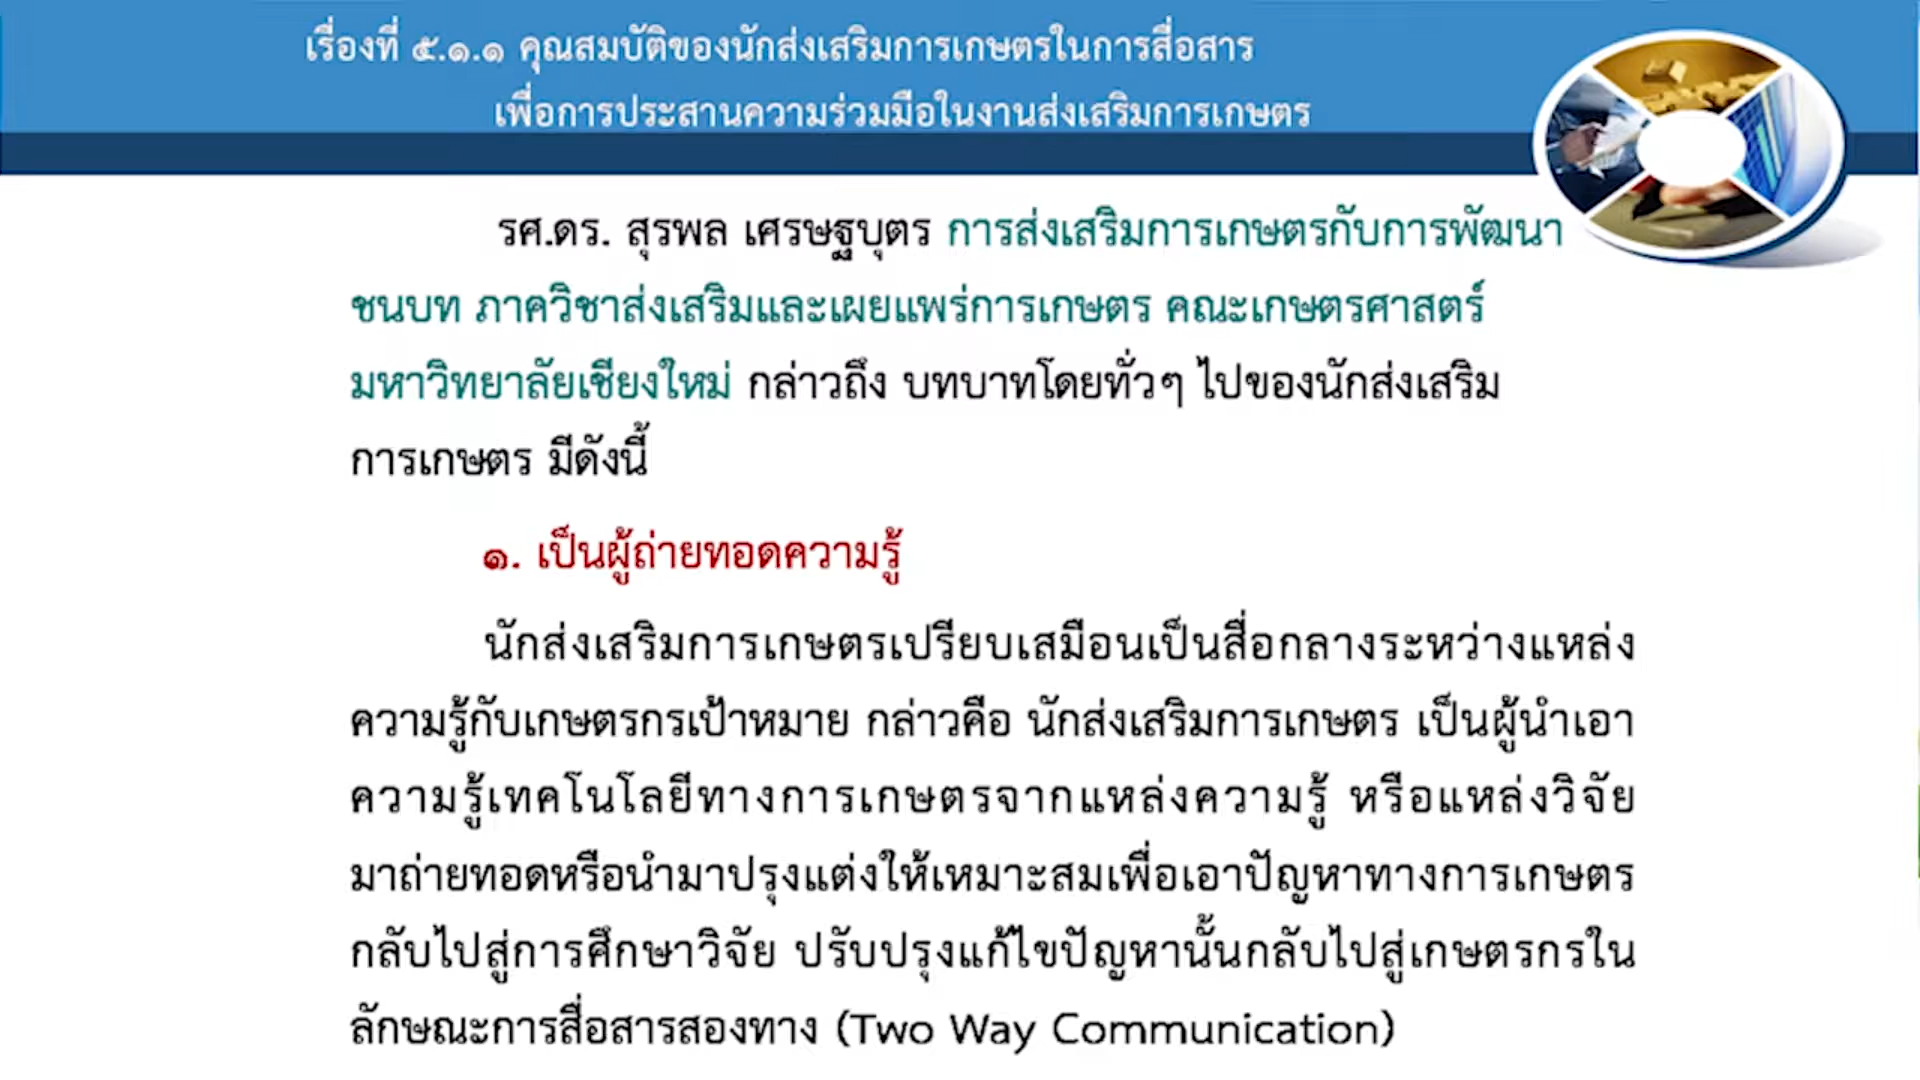 เรื่องที่ ๕.๑.๑ คุณสมบัติของนักส่งเสริมการเกษตรในการสื่อสาร
เพื่อการประสานความร่วมมือในงานส่งเสริมการเกษตร
รศ.ดร. สุรพล เศรษฐบุตร การส่งเสริมการเกษตรกับการพัฒนา
ชนบท ภาควิชาส่งเสริมและเผยแพร่การเกษตร คณะเกษตรศาสตร์
มหาวิทยาลัยเชียงใหม่ กล่าวถึง บทบาทโดยทั่วๆ ไปของนักส่งเสริม
การเกษตร มีดังนี้
๑. เป็นผู้ถ่ายทอดความรู้
นักส่งเสริมการเกษตรเปรียบเสมือนเป็นสื่อกลางระหว่างแหล่ง
ความรู้กับเกษตรกรเป้าหมาย กล่าวคือ นักส่งเสริมการเกษตร เป็นผู้นำเอา
ความรู้เทคโนโลยีทางการเกษตรจากแหล่งความรู้ หรือแหล่งวิจัย
มาถ่ายทอดหรือนำมาปรุงแต่งให้เหมาะสมเพื่อเอาปัญหาทางการเกษตร
กลับไปสู่การศึกษาวิจัย ปรับปรุงแก้ไขปัญหานั้นกลับไปสู่เกษตรกรใน
ลักษณะการสื่อสารสองทาง (Two Way Communication)